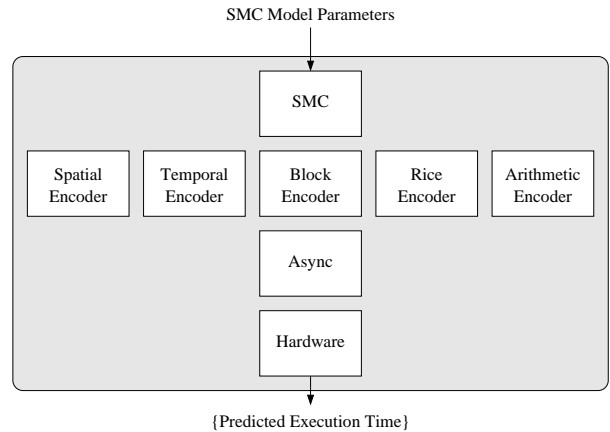 SMC Model Parameters
SMC
Spatial
Encoder
Temporal
Encoder
Block
Encoder
Rice
Encoder
Arithmetic
Encoder
Async
Hardware
{Predicted Execution Time}